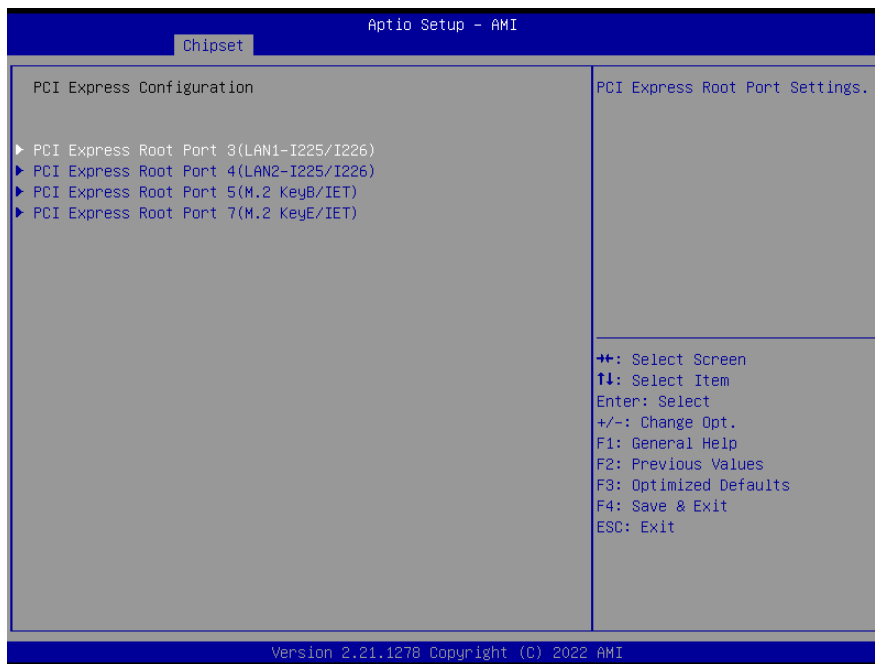 Aptio Setup – AMI
Chipset
PCI Express Configuration
▶ PCI Express Root Port 3(LAN1-I225/I226)
▶ PCI Express Root Port 4(LAN2-I225/I226)
▶ PCI Express Root Port 5(M.2 KeyB/IET)
▶ PCI Express Root Port 7(M.2 KeyE/IET)
PCI Express Root Port Settings.
→←: Select Screen
↑↓: Select Item
Enter: Select
+/-: Change Opt.
F1: General Help
F2: Previous Values
F3: Optimized Defaults
F4: Save & Exit
ESC: Exit
Version 2.21.1278 Copyright (C) 2022 AMI